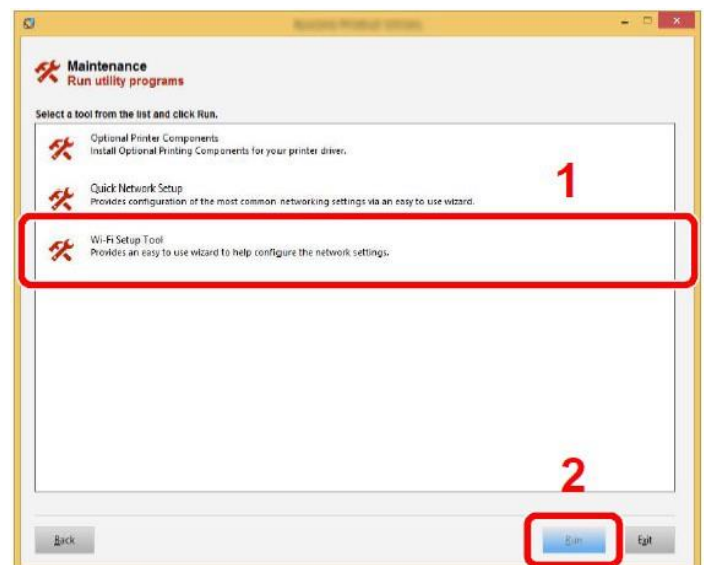 Maintenance
Run utility programs
Select a tool from the list and click Run.
Optional Printer Components
Install Optional Printing Components for your printer driver.
1
Quick Network Setup
Provides configuration of the most common networking settings via an easy to use wizard.
Wi-Fi Setup Tool
Provides an easy to use wizard to help configure the network settings.
2
Back
Run
Exit